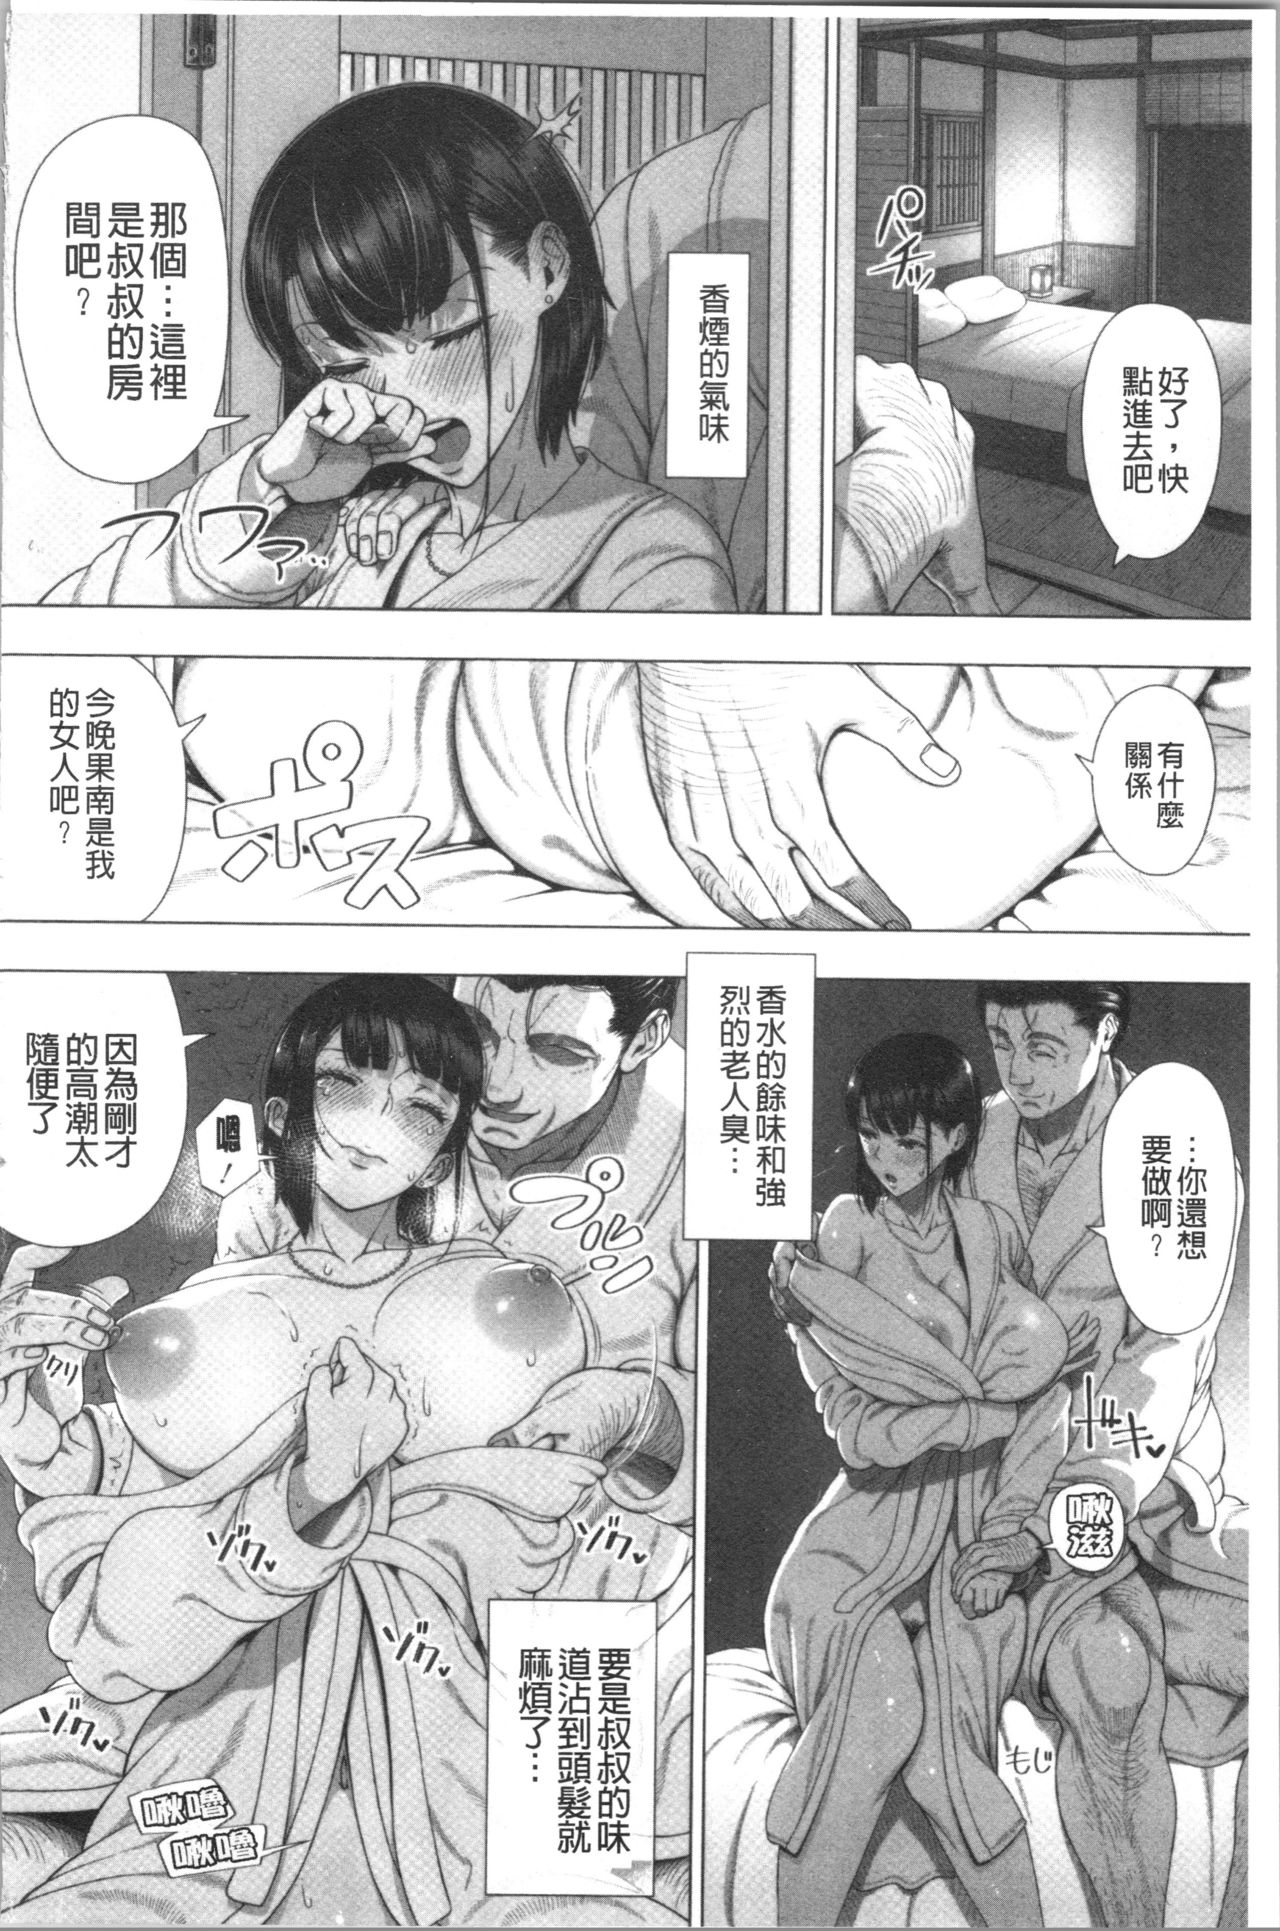 好了，快
點進去吧
パチッ
香煙的氣味
那個…這裡
是叔叔的房
間吧？
フワファァ…
有什麼
關係
ポワス
今晚果南是我
的女人吧？
…你還想
要做啊？
ドキ
啾滋
もじ
香水的餘味和強
烈的老人臭…
プルルン
嗯！
因為剛才
的高潮太
隨便了
クリ
ゾク
ゾク
ゾク
ゾク
要是叔叔的味
道沾到頭髮就
麻煩了…
啾嚕
啾嚕